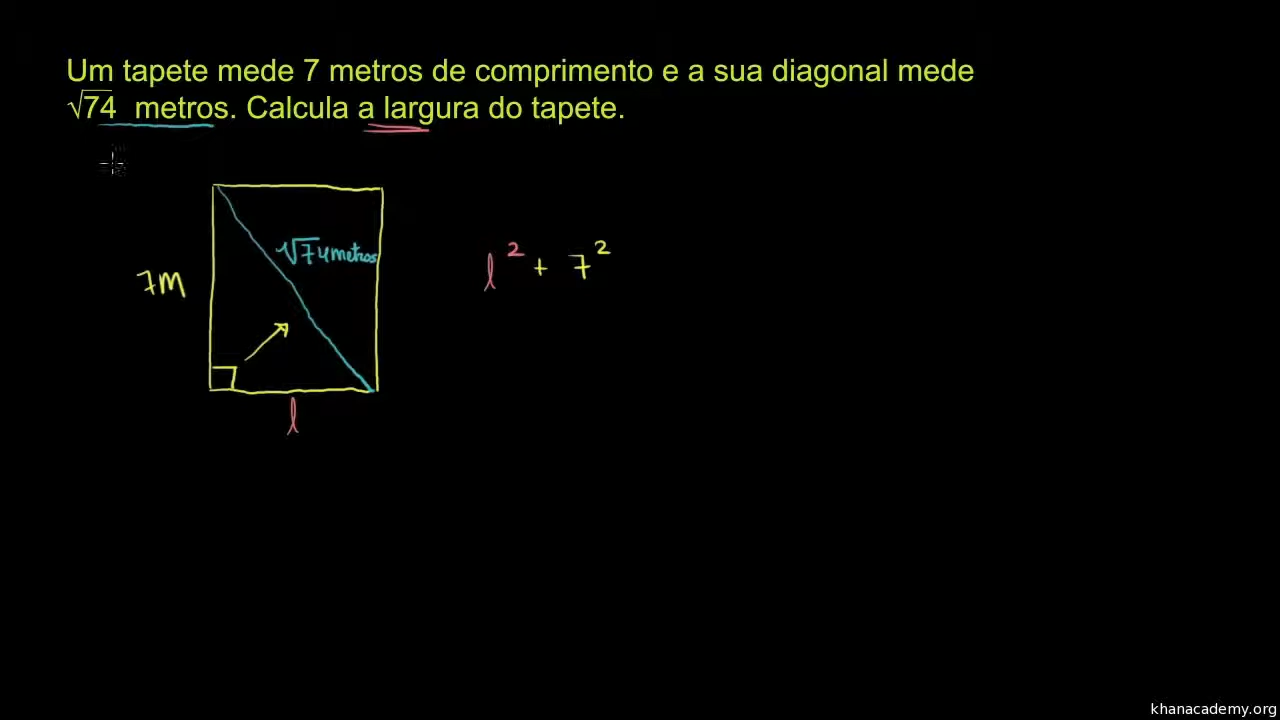 Um tapete mede 7 metros de comprimento e a sua diagonal mede
√74 metros. Calcula a largura do tapete.
√74 metros
7m
l² + 7²
l
khanacademy.org